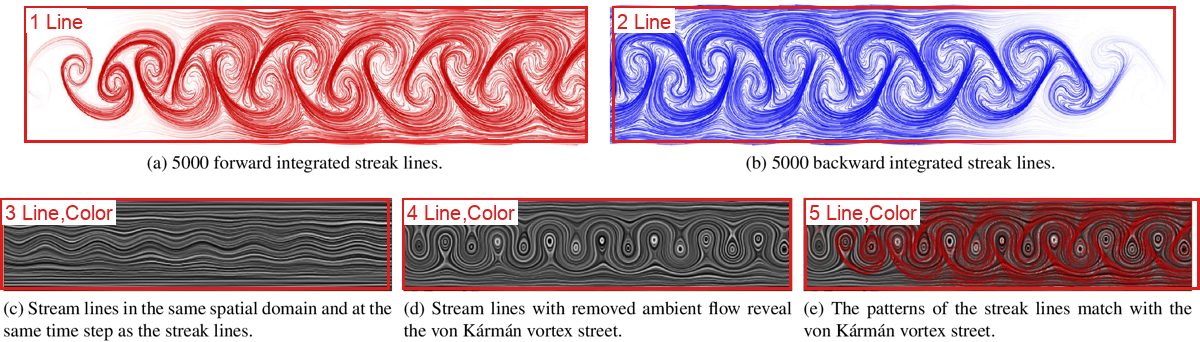 1 Line
2 Line
(a) 5000 forward integrated streak lines.
(b) 5000 backward integrated streak lines.
3 Line,Color
4 Line,Color
5 Line,Color
(c) Stream lines in the same spatial domain and at the
same time step as the streak lines.
(d) Stream lines with removed ambient flow reveal
the von Kármán vortex street.
(e) The patterns of the streak lines match with the
von Kármán vortex street.